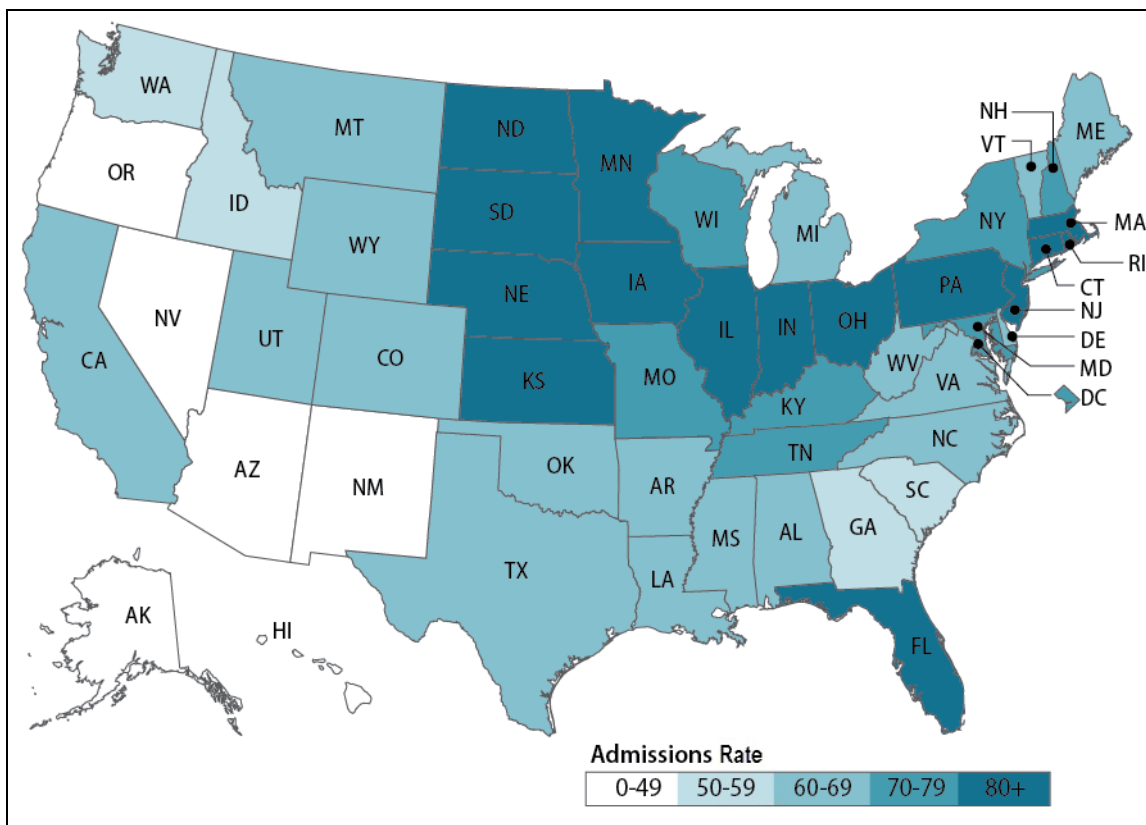 WA
MT
ND
MN
NH
VT
ME
OR
ID
SD
WI
NY
MA
WY
MI
RI
IA
PA
CT
NE
NJ
NV
IL
IN
OH
DE
UT
CO
CA
WV
MD
KS
MO
VA
DC
KY
NC
TN
OK
AZ
NM
AR
SC
GA
MS
AL
TX
LA
AK
HI
FL
Admissions Rate
0-49 50-59 60-69 70-79 80+